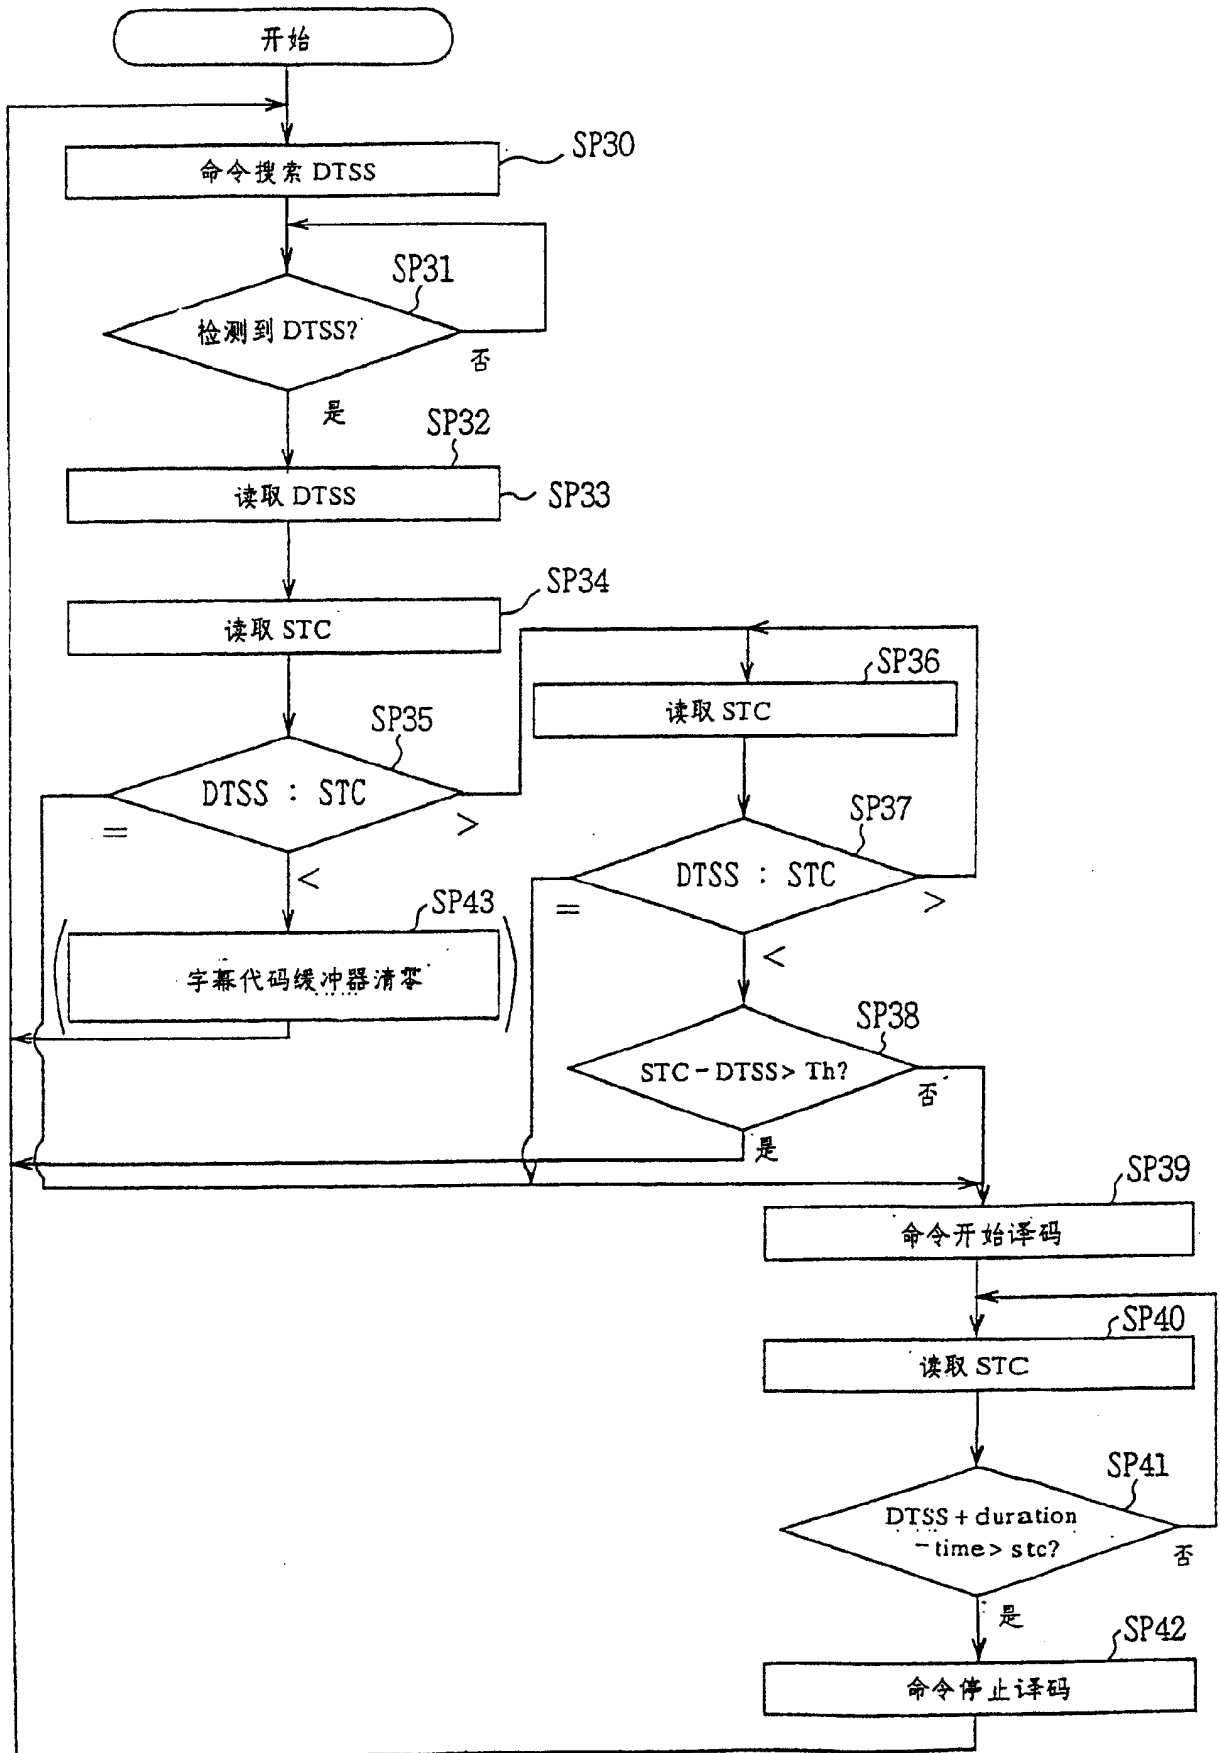 开始
SP30
命令搜索 DTSS
SP31
检测到 DTSS?
否
是
SP32
读取 DTSS
SP33
SP34
读取 STC
SP36
读取 STC
SP35
DTSS : STC
=
>
<
SP37
DTSS : STC
=
>
<
SP43
字幕代码缓冲器清零
SP38
STC-DTSS> Th?
否
是
SP39
命令开始译码
SP40
读取 STC
SP41
DTSS+duration
-time> stc?
否
是
SP42
命令停止译码